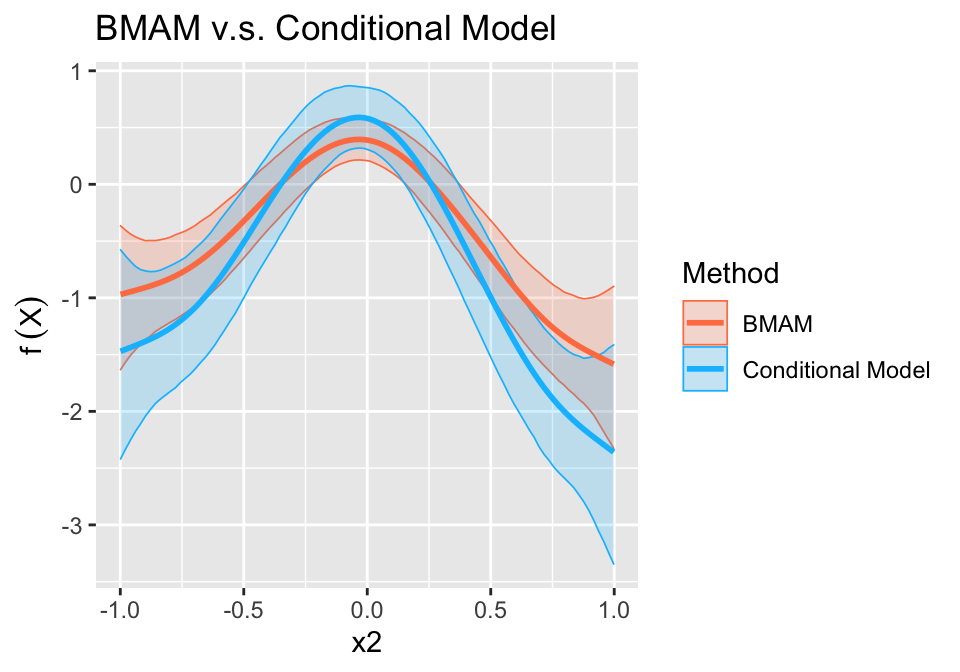 BMAM v.s. Conditional Model
1
0
-1
-2
-3
f (X)
-1.0 -0.5 0.0 0.5 1.0
x2
Method
BMAM
Conditional Model